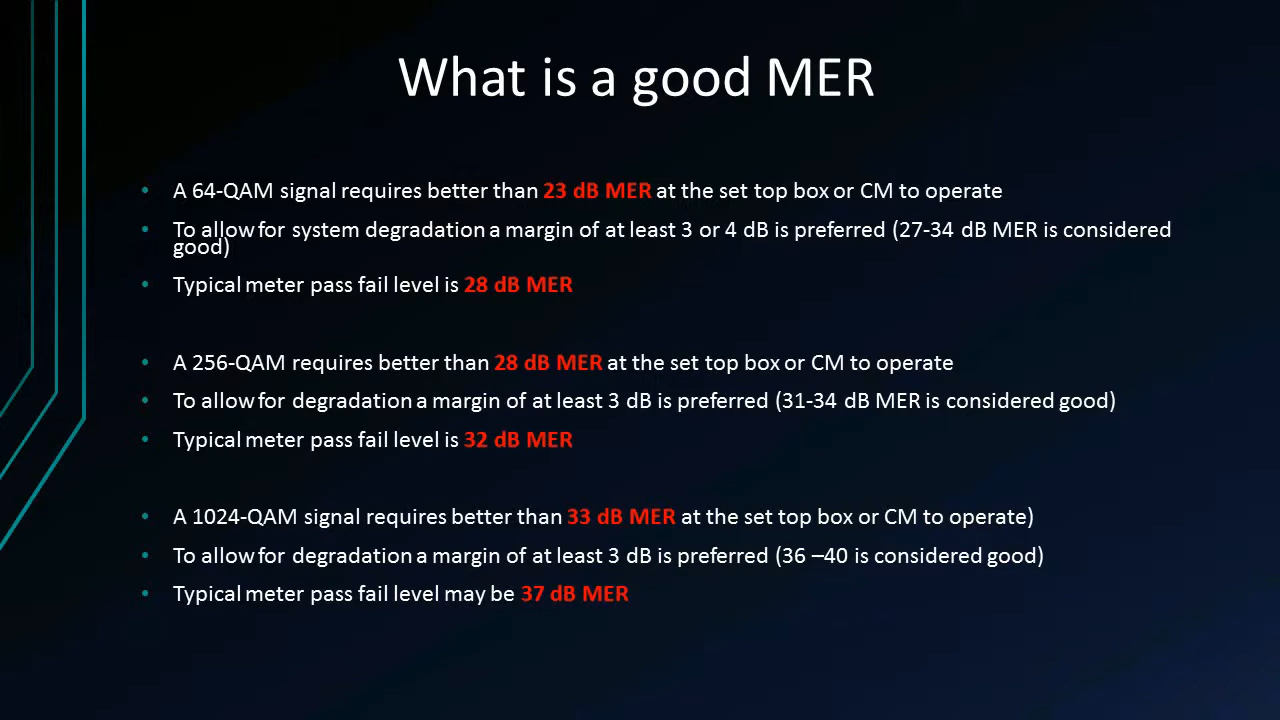 What is a good MER
• A 64-QAM signal requires better than 23 dB MER at the set top box or CM to operate
• To allow for system degradation a margin of at least 3 or 4 dB is preferred (27-34 dB MER is considered
good)
• Typical meter pass fail level is 28 dB MER
• A 256-QAM requires better than 28 dB MER at the set top box or CM to operate
• To allow for degradation a margin of at least 3 dB is preferred (31-34 dB MER is considered good)
• Typical meter pass fail level is 32 dB MER
• A 1024-QAM signal requires better than 33 dB MER at the set top box or CM to operate)
• To allow for degradation a margin of at least 3 dB is preferred (36 –40 is considered good)
• Typical meter pass fail level may be 37 dB MER